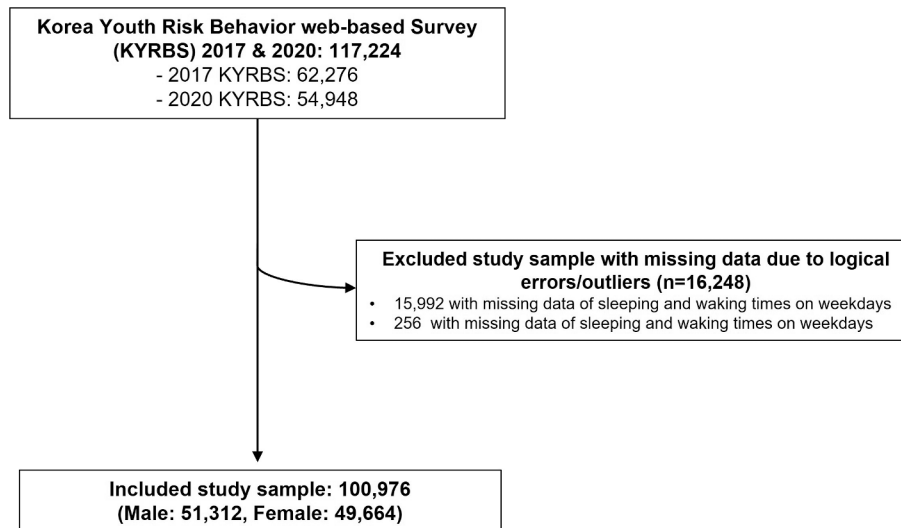 Korea Youth Risk Behavior web-based Survey
(KYRBS) 2017 & 2020: 117,224
- 2017 KYRBS: 62,276
- 2020 KYRBS: 54,948
Excluded study sample with missing data due to logical
errors/outliers (n=16,248)
• 15,992 with missing data of sleeping and waking times on weekdays
• 256 with missing data of sleeping and waking times on weekdays
Included study sample: 100,976
(Male: 51,312, Female: 49,664)